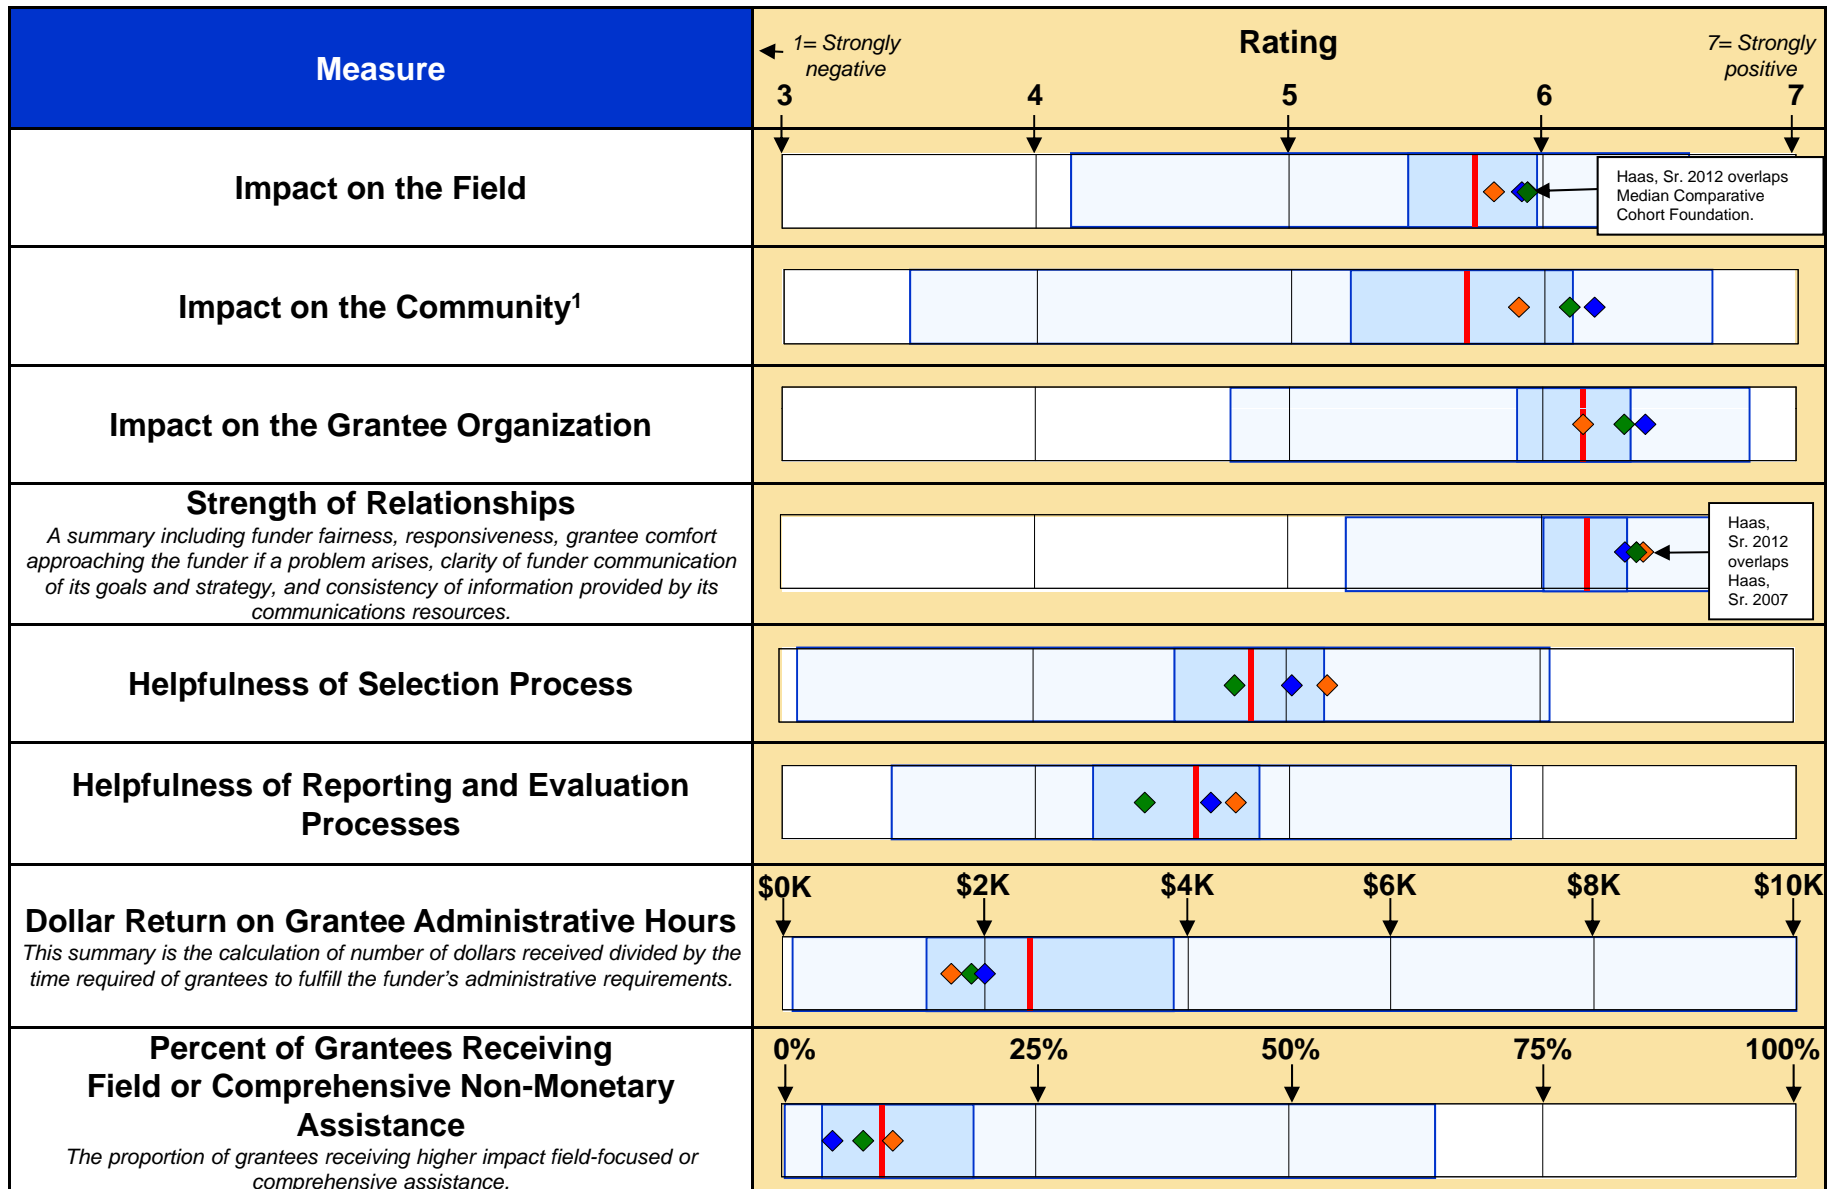 Measure
1= Strongly
negative
Rating
7= Strongly
positive
3 4 5 6 7
Impact on the Field
Haas, Sr. 2012 overlaps
Median Comparative
Cohort Foundation.
Impact on the Community1
Impact on the Grantee Organization
Strength of Relationships
A summary including funder fairness, responsiveness, grantee comfort
approaching the funder if a problem arises, clarity of funder communication
of its goals and strategy, and consistency of information provided by its
communications resources.
Haas,
Sr. 2012
overlaps
Haas,
Sr. 2007
Helpfulness of Selection Process
Helpfulness of Reporting and Evaluation
Processes
$0K $2K $4K $6K $8K $10K
Dollar Return on Grantee Administrative Hours
This summary is the calculation of number of dollars received divided by the
time required of grantees to fulfill the funder’s administrative requirements.
0% 25% 50% 75% 100%
Percent of Grantees Receiving
Field or Comprehensive Non-Monetary
Assistance
The proportion of grantees receiving higher impact field-focused or
comprehensive assistance.